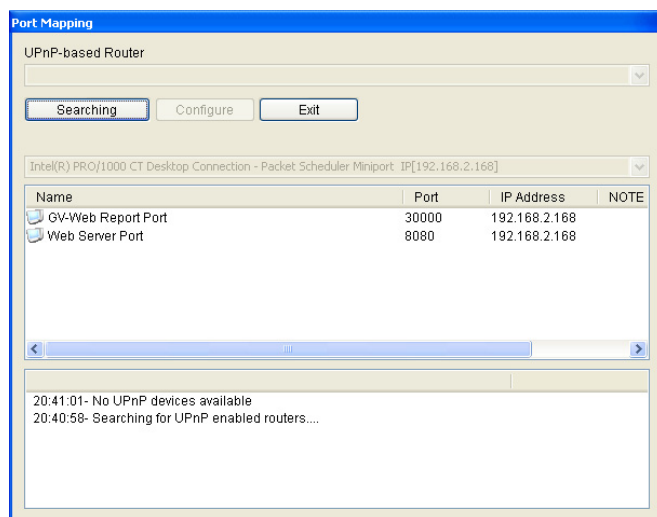 Port Mapping
UPnP-based Router
Searching Configure Exit
Intel(R) PRO/1000 CT Desktop Connection - Packet Scheduler Miniport  IP[192.168.2.168]
Name Port IP Address NOTE
GV-Web Report Port 30000 192.168.2.168
Web Server Port 8080 192.168.2.168
20:41:01- No UPnP devices available
20:40:58- Searching for UPnP enabled routers....